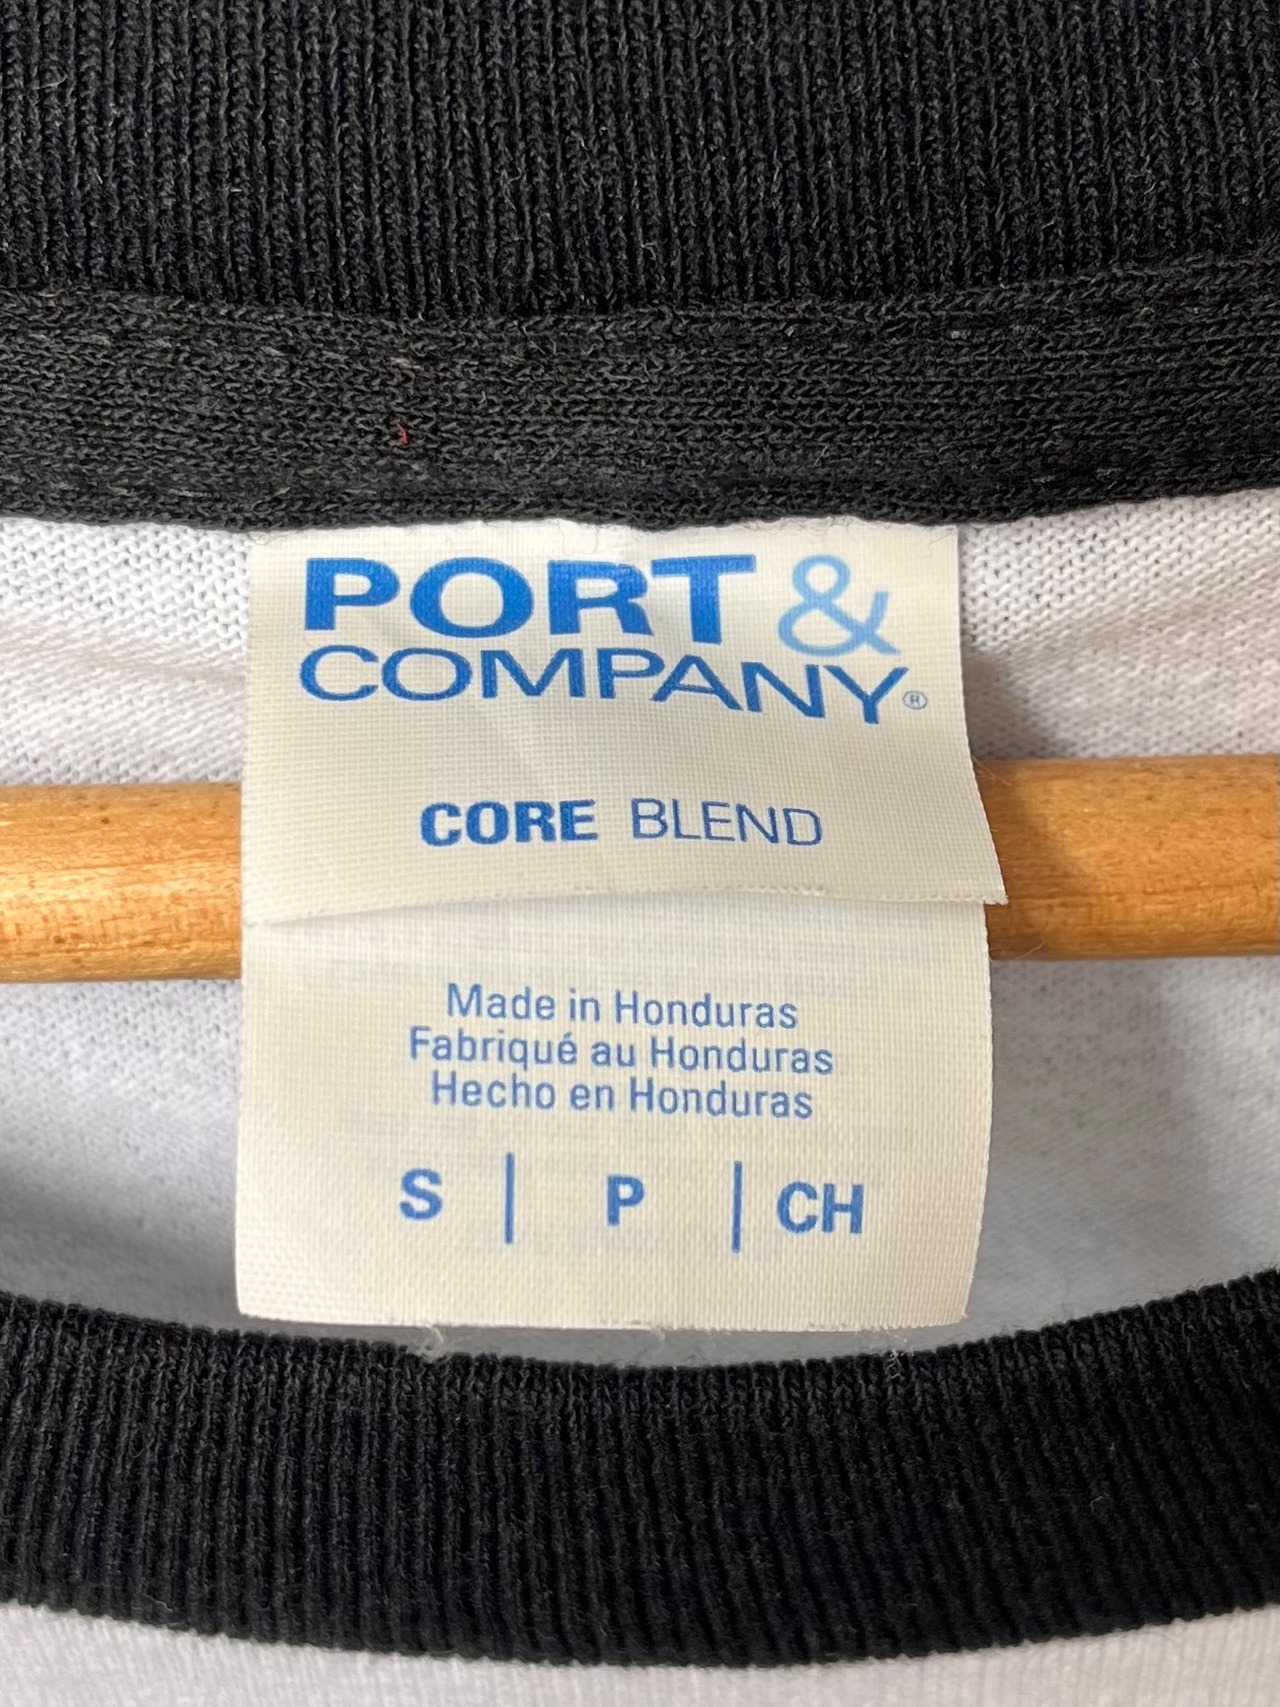 PORT &
COMPANY®
CORE BLEND
Made in Honduras
Fabriqué au Honduras
Hecho en Honduras
S | P | CH